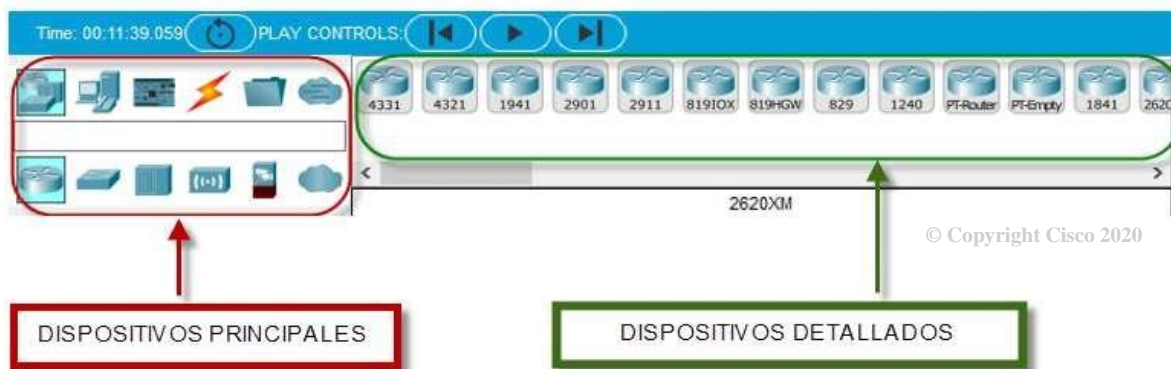 Time: 00:11:39.059 PLAY CONTROLS:
4331 4321 1941 2901 2911 819IOX 819HGW 829 1240 PT-Router PT-Empty 1841 2620
2620XM
© Copyright Cisco 2020
DISPOSITIVOS PRINCIPALES
DISPOSITIVOS DETALLADOS